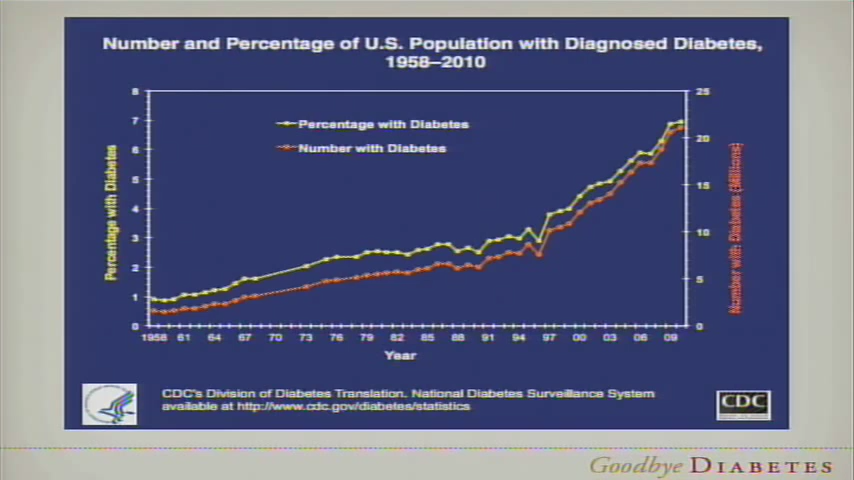 Number and Percentage of U.S. Population with Diagnosed Diabetes,
1958–2010
8
7
6
5
4
3
2
1
0
Percentage with Diabetes
Percentage with Diabetes
Number with Diabetes
25
20
15
10
5
0
Number with Diabetes (Millions)
1958 61 64 67 70 73 76 79 82 85 88 91 94 97 00 03 06 09
Year
CDC's Division of Diabetes Translation. National Diabetes Surveillance System
available at http://www.cdc.gov/diabetes/statistics
CDC
Goodbye DIABETES